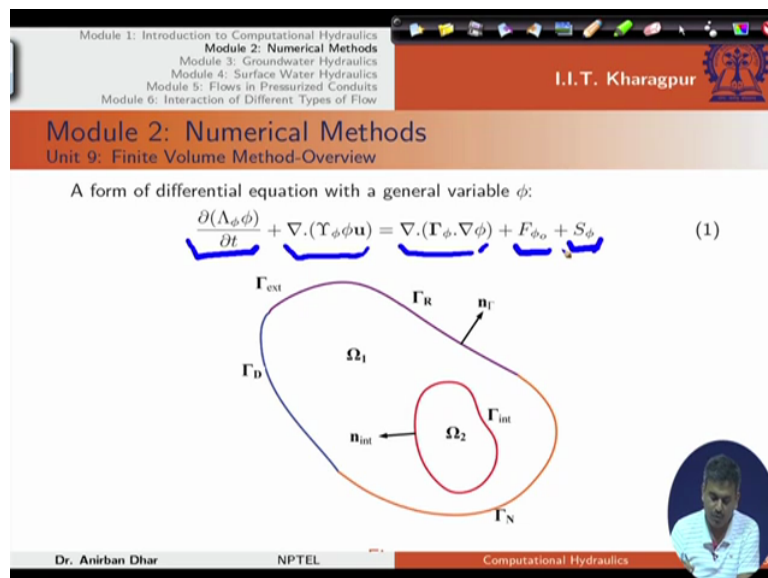 Module 1: Introduction to Computational Hydraulics
Module 2: Numerical Methods
Module 3: Groundwater Hydraulics
Module 4: Surface Water Hydraulics
Module 5: Flows in Pressurized Conduits
Module 6: Interaction of Different Types of Flow
I.I.T. Kharagpur
Module 2: Numerical Methods
Unit 9: Finite Volume Method-Overview
A form of differential equation with a general variable ϕ:
∂(Λ_ϕ ϕ)/∂t + ∇.(Υ_ϕ ϕ𝐮) = ∇.(𝚪_ϕ.∇ϕ) + F_ϕ_o + S_ϕ (1)
Γ_ext
Γ_R
n_Γ
Ω_1
Γ_D
Γ_int
n_int
Ω_2
Γ_N
Dr. Anirban Dhar NPTEL Computational Hydraulics